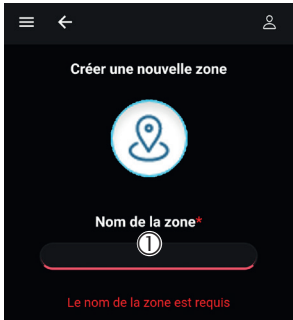 Créer une nouvelle zone
Nom de la zone*
①
Le nom de la zone est requis